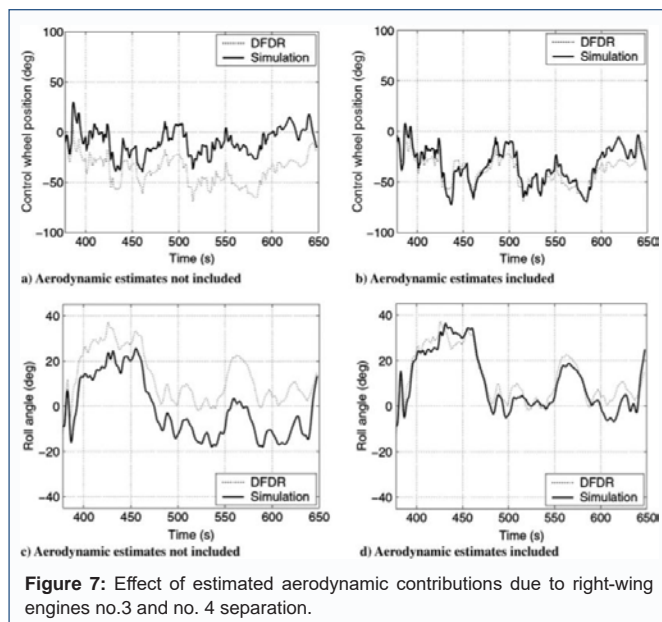 100
50
0
−50
−100
Control wheel position (deg)
DFDR
Simulation
400 450 500 550 600 650
Time (s)
a) Aerodynamic estimates not included
100
50
0
−50
−100
Control wheel position (deg)
DFDR
Simulation
400 450 500 550 600 650
Time (s)
b) Aerodynamic estimates included
40
20
0
−20
−40
Roll angle (deg)
DFDR
Simulation
400 450 500 550 600 650
Time (s)
c) Aerodynamic estimates not included
40
20
0
−20
−40
Roll angle (deg)
DFDR
Simulation
400 450 500 550 600 650
Time (s)
d) Aerodynamic estimates included
Figure 7: Effect of estimated aerodynamic contributions due to right-wing
engines no.3 and no. 4 separation.